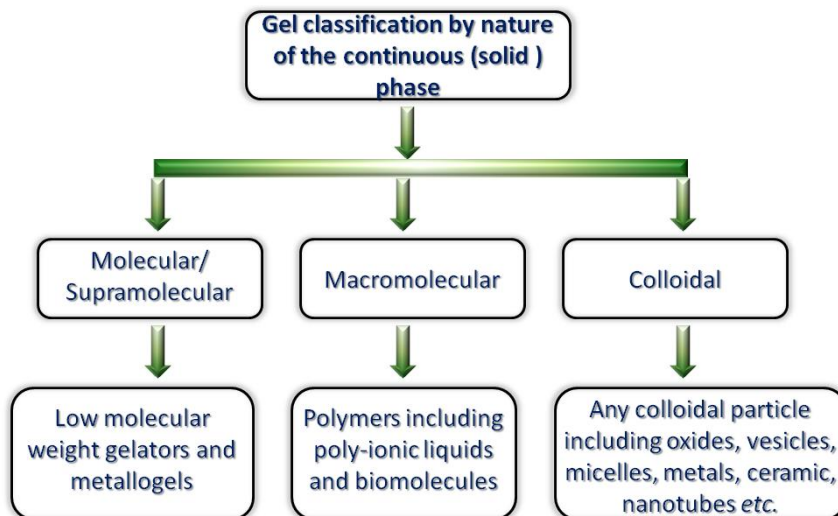 Gel classification by nature
of the continuous (solid )
phase
Molecular/
Supramolecular
Macromolecular
Colloidal
Low molecular
weight gelators and
metallogels
Polymers including
poly-ionic liquids
and biomolecules
Any colloidal particle
including oxides, vesicles,
micelles, metals, ceramic,
nanotubes etc.